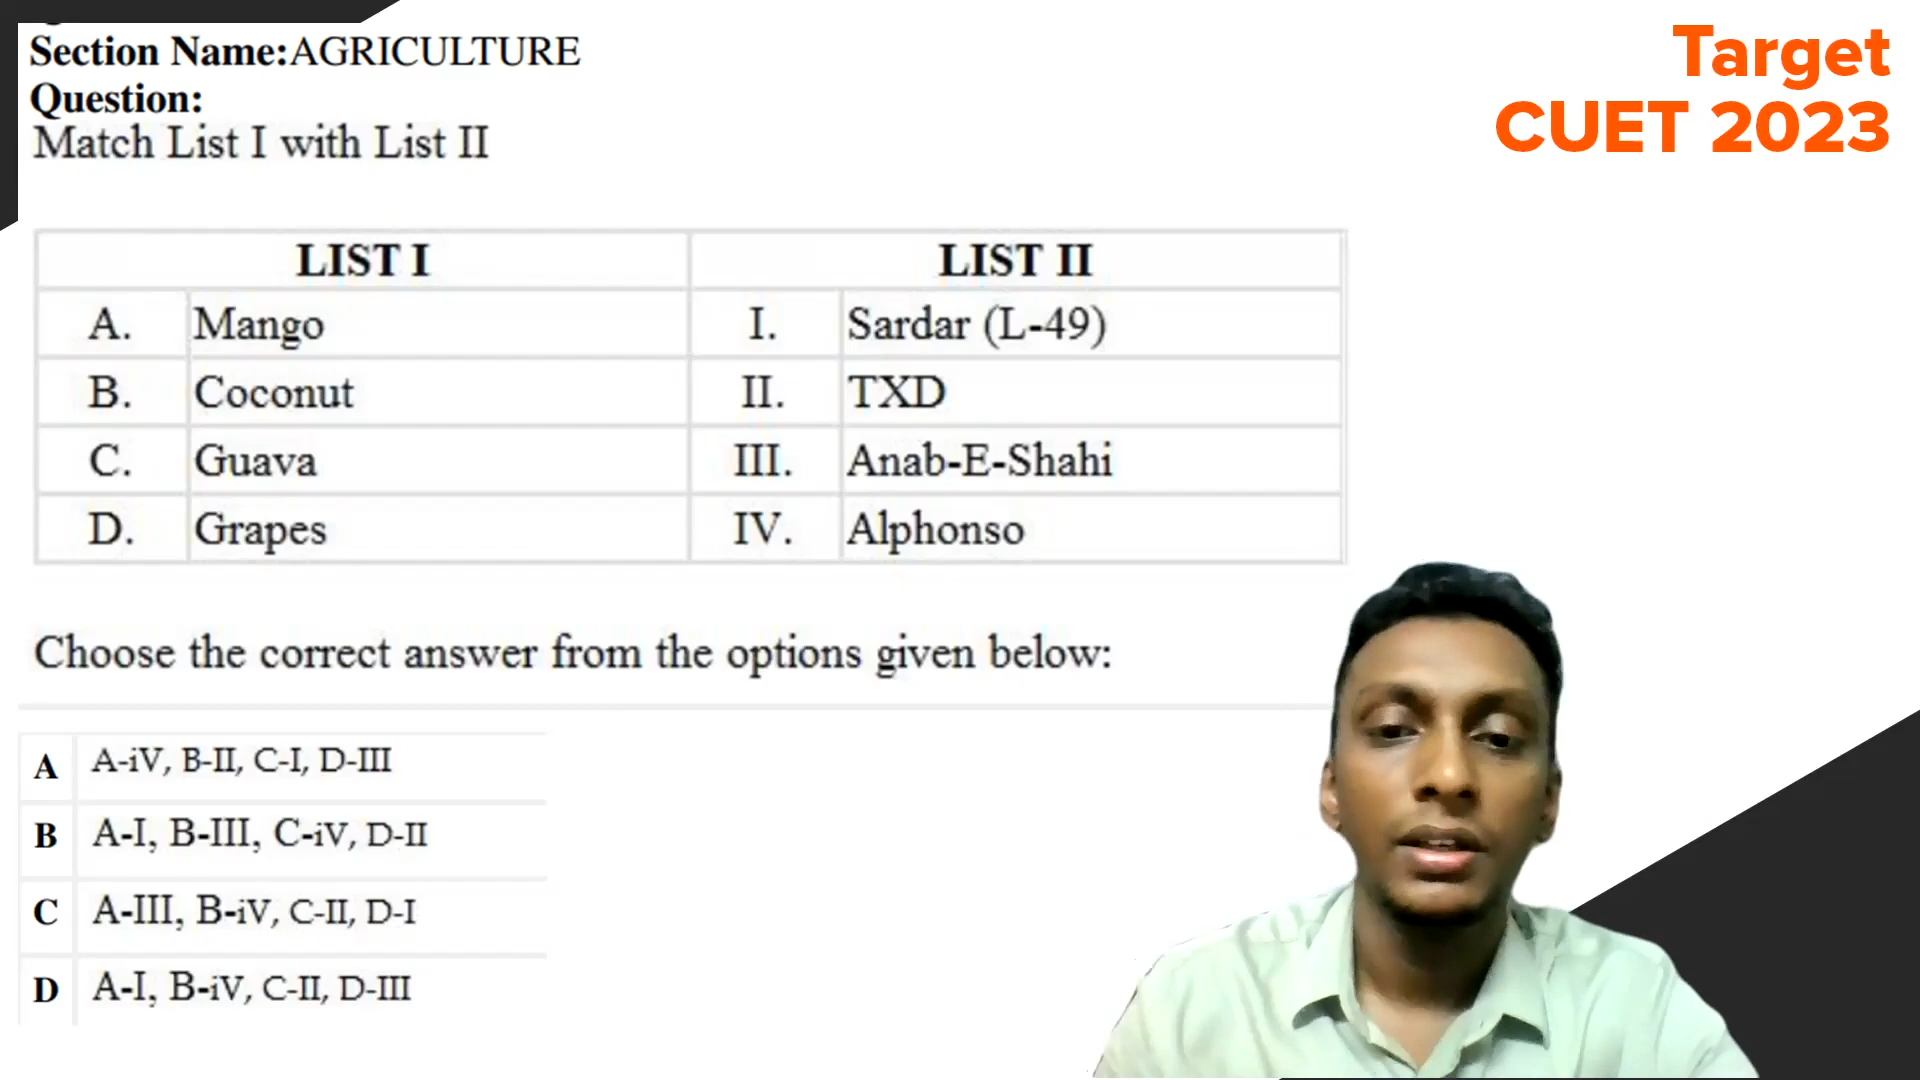 Target
CUET 2023
Section Name:AGRICULTURE
Question:
Match List I with List II
LIST I LIST II
A. Mango I. Sardar (L-49)
B. Coconut II. TXD
C. Guava III. Anab-E-Shahi
D. Grapes IV. Alphonso
Choose the correct answer from the options given below:
A A-iV, B-II, C-I, D-III
B A-I, B-III, C-iV, D-II
C A-III, B-iV, C-II, D-I
D A-I, B-iV, C-II, D-III